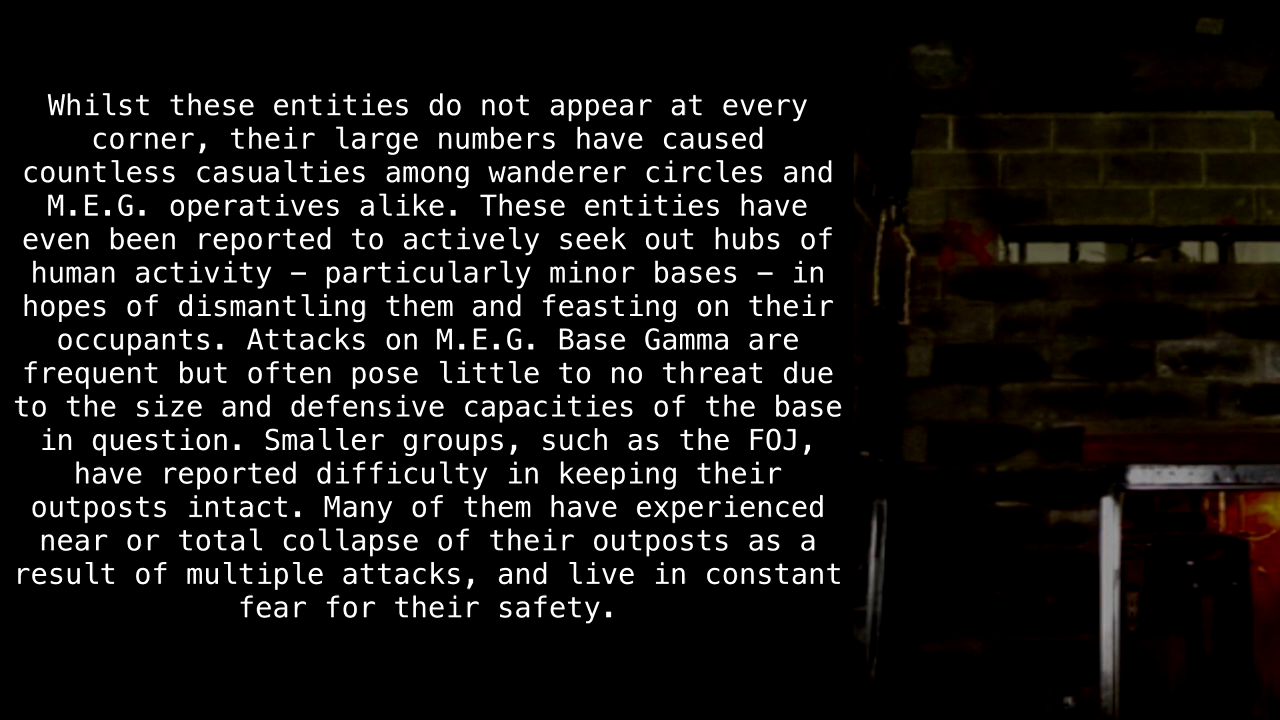 Whilst these entities do not appear at every
corner, their large numbers have caused
countless casualties among wanderer circles and
M.E.G. operatives alike. These entities have
even been reported to actively seek out hubs of
human activity – particularly minor bases – in
hopes of dismantling them and feasting on their
occupants. Attacks on M.E.G. Base Gamma are
frequent but often pose little to no threat due
to the size and defensive capacities of the base
in question. Smaller groups, such as the FOJ,
have reported difficulty in keeping their
outposts intact. Many of them have experienced
near or total collapse of their outposts as a
result of multiple attacks, and live in constant
fear for their safety.